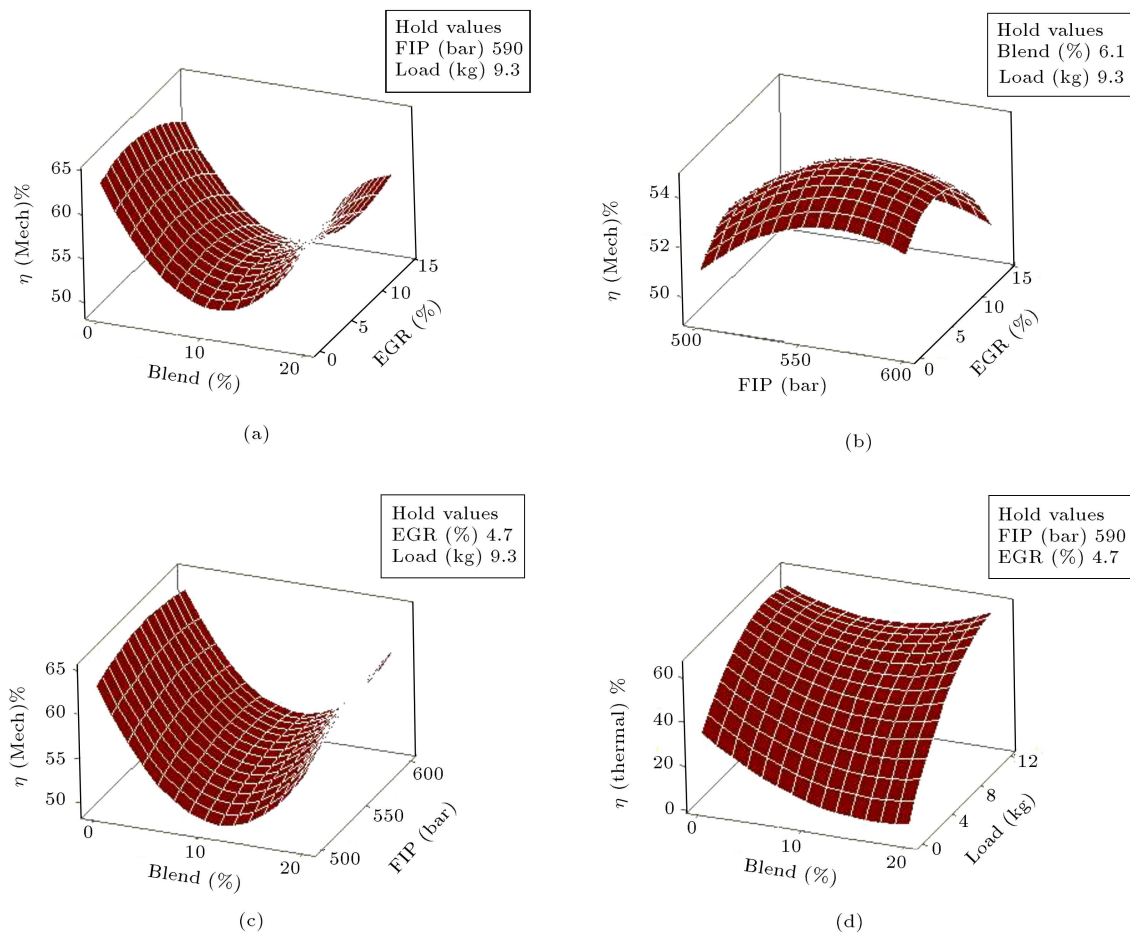 Hold values
FIP (bar) 590
Load (kg) 9.3
65
60
55
50
η (Mech)%
0
10
20
Blend (%)
0
5
10
15
EGR (%)
(a)
Hold values
Blend (%) 6.1
Load (kg) 9.3
54
52
50
η (Mech)%
500
550
600
FIP (bar)
0
5
10
15
EGR (%)
(b)
Hold values
EGR (%) 4.7
Load (kg) 9.3
65
60
55
50
η (Mech)%
0
10
20
Blend (%)
500
550
600
FIP (bar)
(c)
Hold values
FIP (bar) 590
EGR (%) 4.7
60
40
20
0
η (thermal) %
0
10
20
Blend (%)
0
4
8
12
Load (kg)
(d)